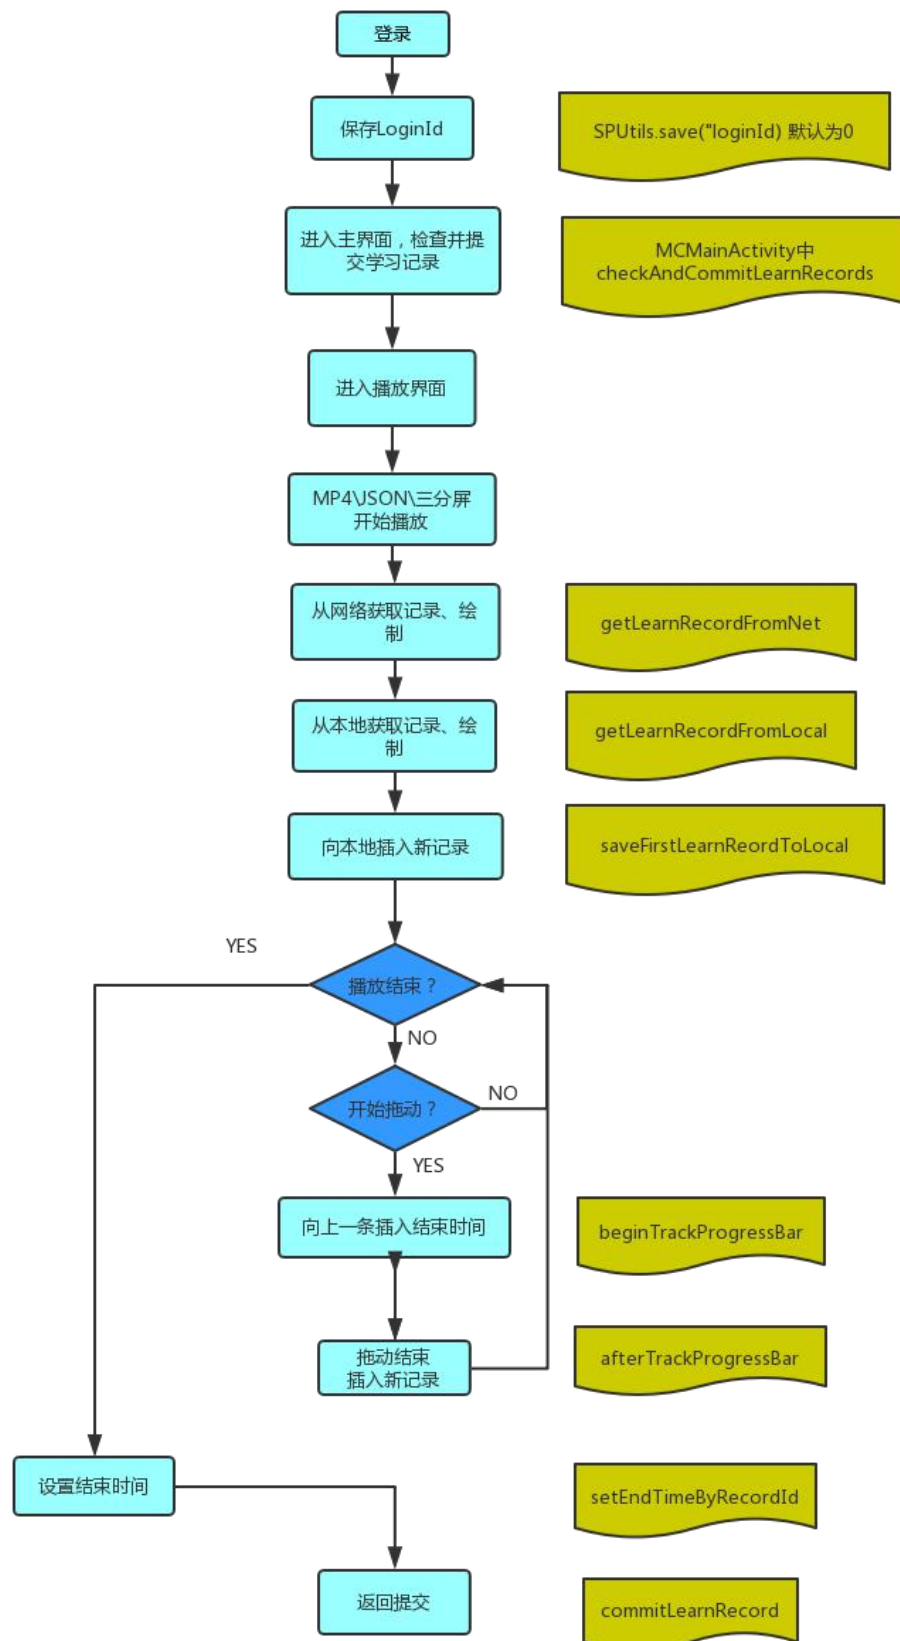 登录
保存LoginId
SPUtils.save("loginId) 默认为0
进入主界面，检查并提
交学习记录
MCMainActivity中
checkAndCommitLearnRecords
进入播放界面
MP4\JSON\三分屏
开始播放
从网络获取记录、绘
制
getLearnRecordFromNet
从本地获取记录、绘
制
getLearnRecordFromLocal
向本地插入新记录
saveFirstLearnReordToLocal
YES
播放结束？
NO
开始拖动？
NO
YES
向上一条插入结束时间
beginTrackProgressBar
拖动结束
插入新记录
afterTrackProgressBar
设置结束时间
setEndTimeByRecordId
返回提交
commitLearnRecord